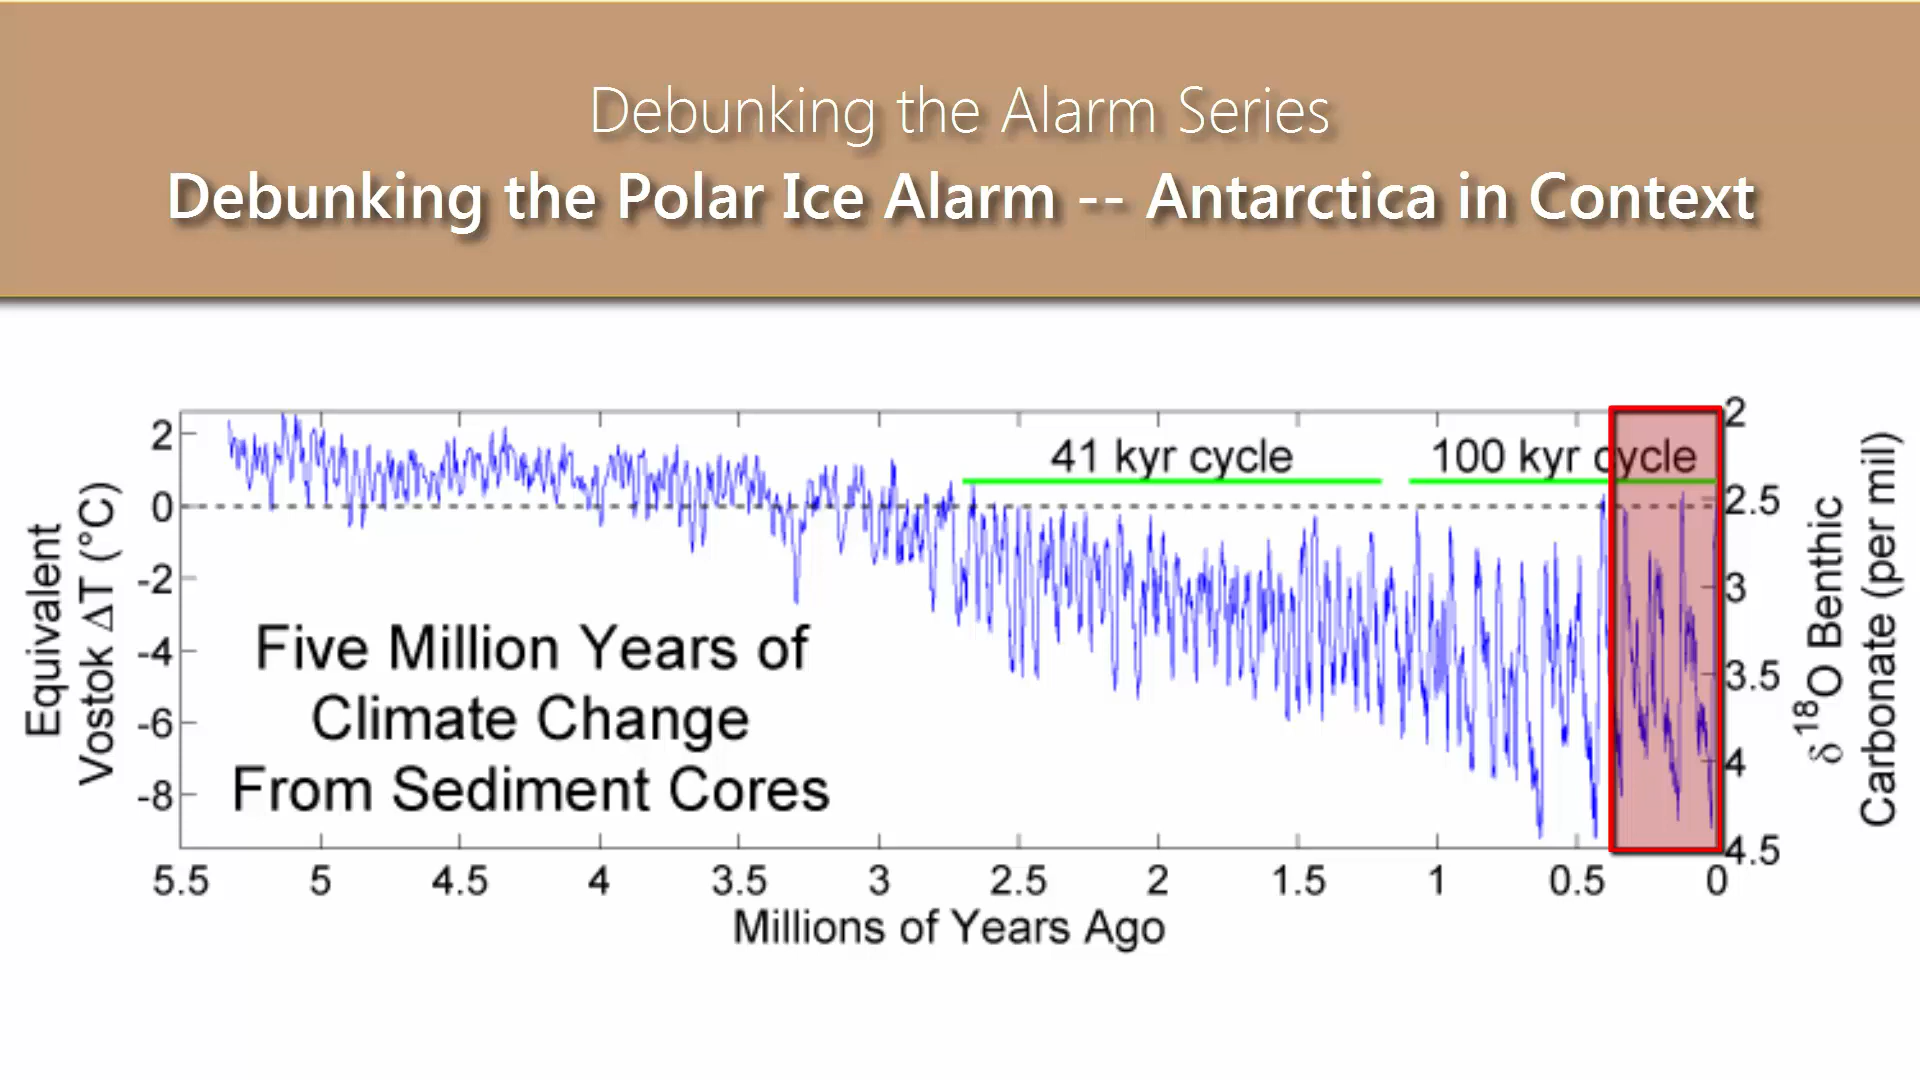 Debunking the Alarm Series
Debunking the Polar Ice Alarm -- Antarctica in Context
Equivalent
Vostok ΔT (°C)
2
0
-2
-4
-6
-8
41 kyr cycle
100 kyr cycle
Five Million Years of
Climate Change
From Sediment Cores
2
2.5
3
3.5
4
4.5
δ18O Benthic
Carbonate (per mil)
5.5 5 4.5 4 3.5 3 2.5 2 1.5 1 0.5 0
Millions of Years Ago